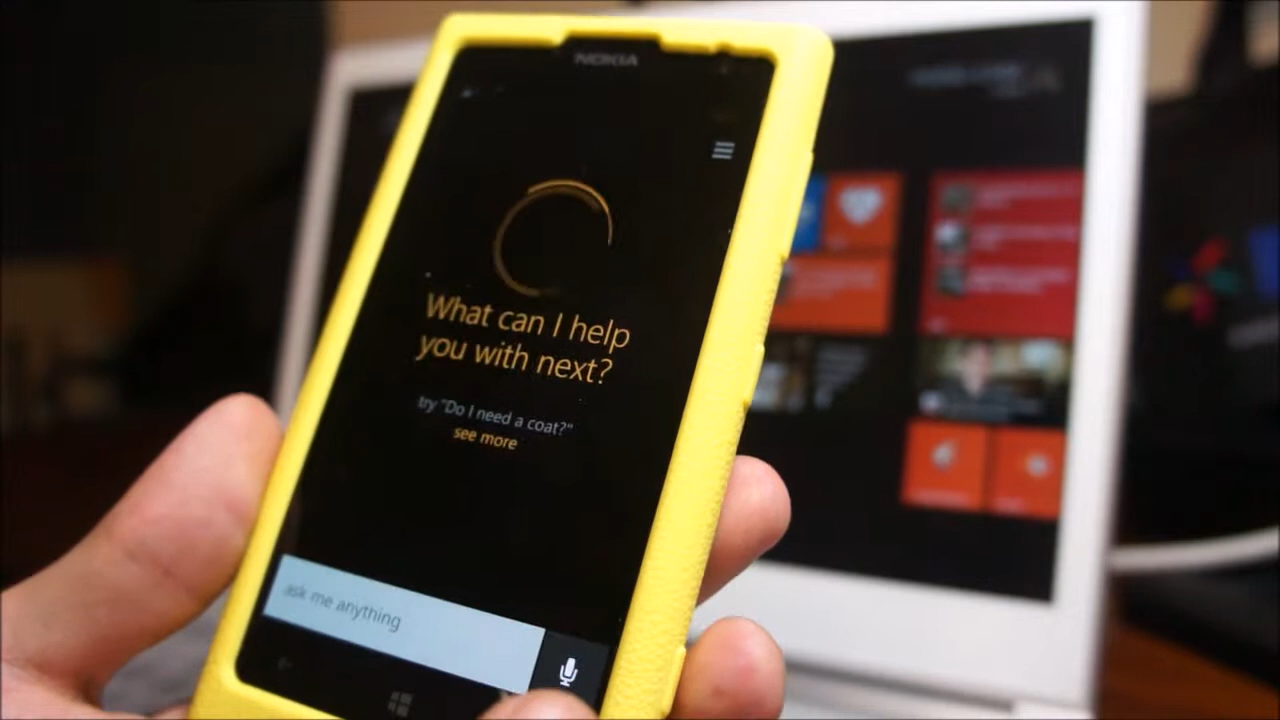 NOKIA
What can I help
you with next?
try "Do I need a coat?"
see more
ask me anything